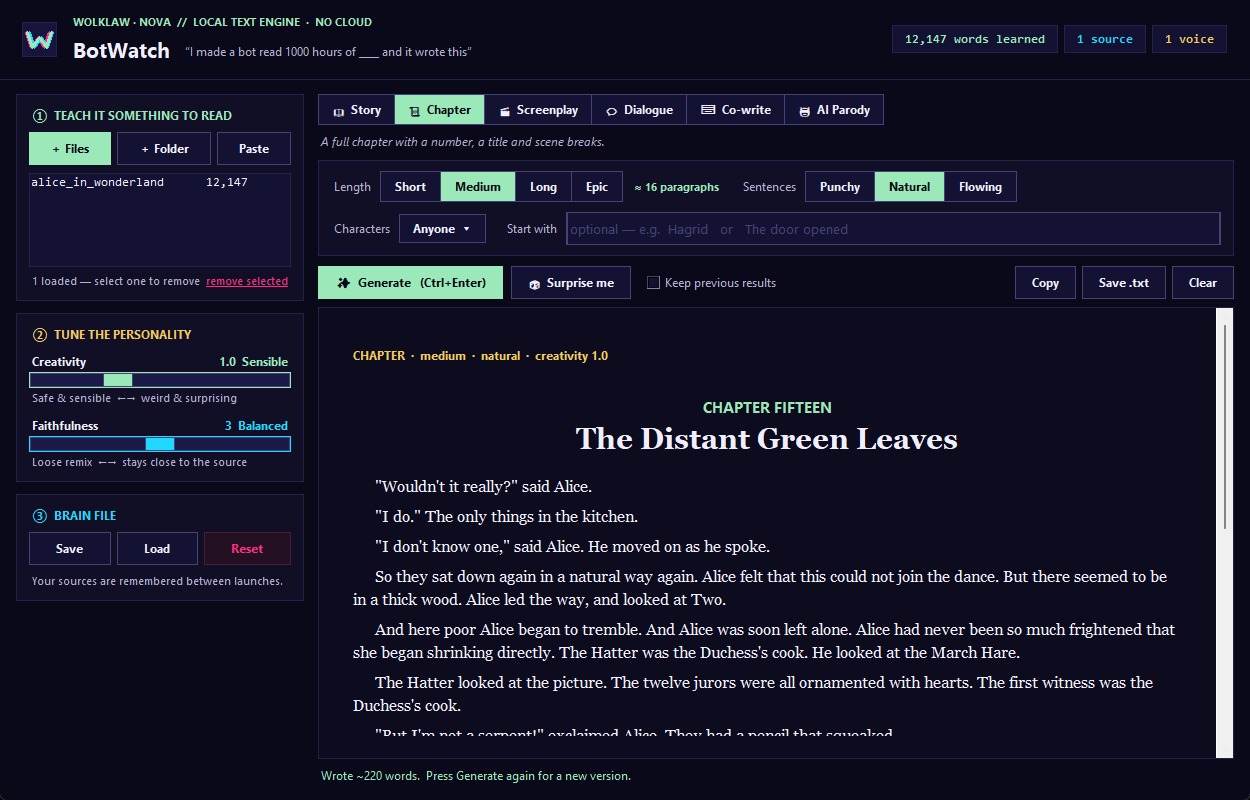 WOLKLAW · NOVA // LOCAL TEXT ENGINE · NO CLOUD
BotWatch "I made a bot read 1000 hours of ____ and it wrote this"
12,147 words learned
1 source
1 voice
① TEACH IT SOMETHING TO READ
+ Files
+ Folder
Paste
alice_in_wonderland 12,147
1 loaded — select one to remove remove selected
② TUNE THE PERSONALITY
Creativity 1.0 Sensible
Safe & sensible ←→ weird & surprising
Faithfulness 3 Balanced
Loose remix ←→ stays close to the source
③ BRAIN FILE
Save
Load
Reset
Your sources are remembered between launches.
Story
Chapter
Screenplay
Dialogue
Co-write
AI Parody
A full chapter with a number, a title and scene breaks.
Length Short Medium Long Epic ≈ 16 paragraphs Sentences Punchy Natural Flowing
Characters Anyone ▾ Start with optional — e.g. Hagrid or The door opened
Generate (Ctrl+Enter)
Surprise me
Keep previous results
Copy
Save .txt
Clear
CHAPTER · medium · natural · creativity 1.0
CHAPTER FIFTEEN
The Distant Green Leaves
"Wouldn't it really?" said Alice.
"I do." The only things in the kitchen.
"I don't know one," said Alice. He moved on as he spoke.
So they sat down again in a natural way again. Alice felt that this could not join the dance. But there seemed to be
in a thick wood. Alice led the way, and looked at Two.
And here poor Alice began to tremble. And Alice was soon left alone. Alice had never been so much frightened that
she began shrinking directly. The Hatter was the Duchess's cook. He looked at the March Hare.
The Hatter looked at the picture. The twelve jurors were all ornamented with hearts. The first witness was the
Duchess's cook.
"But I'm not a serpent!" exclaimed Alice. They had a pencil that squeaked.
Wrote ~220 words. Press Generate again for a new version.